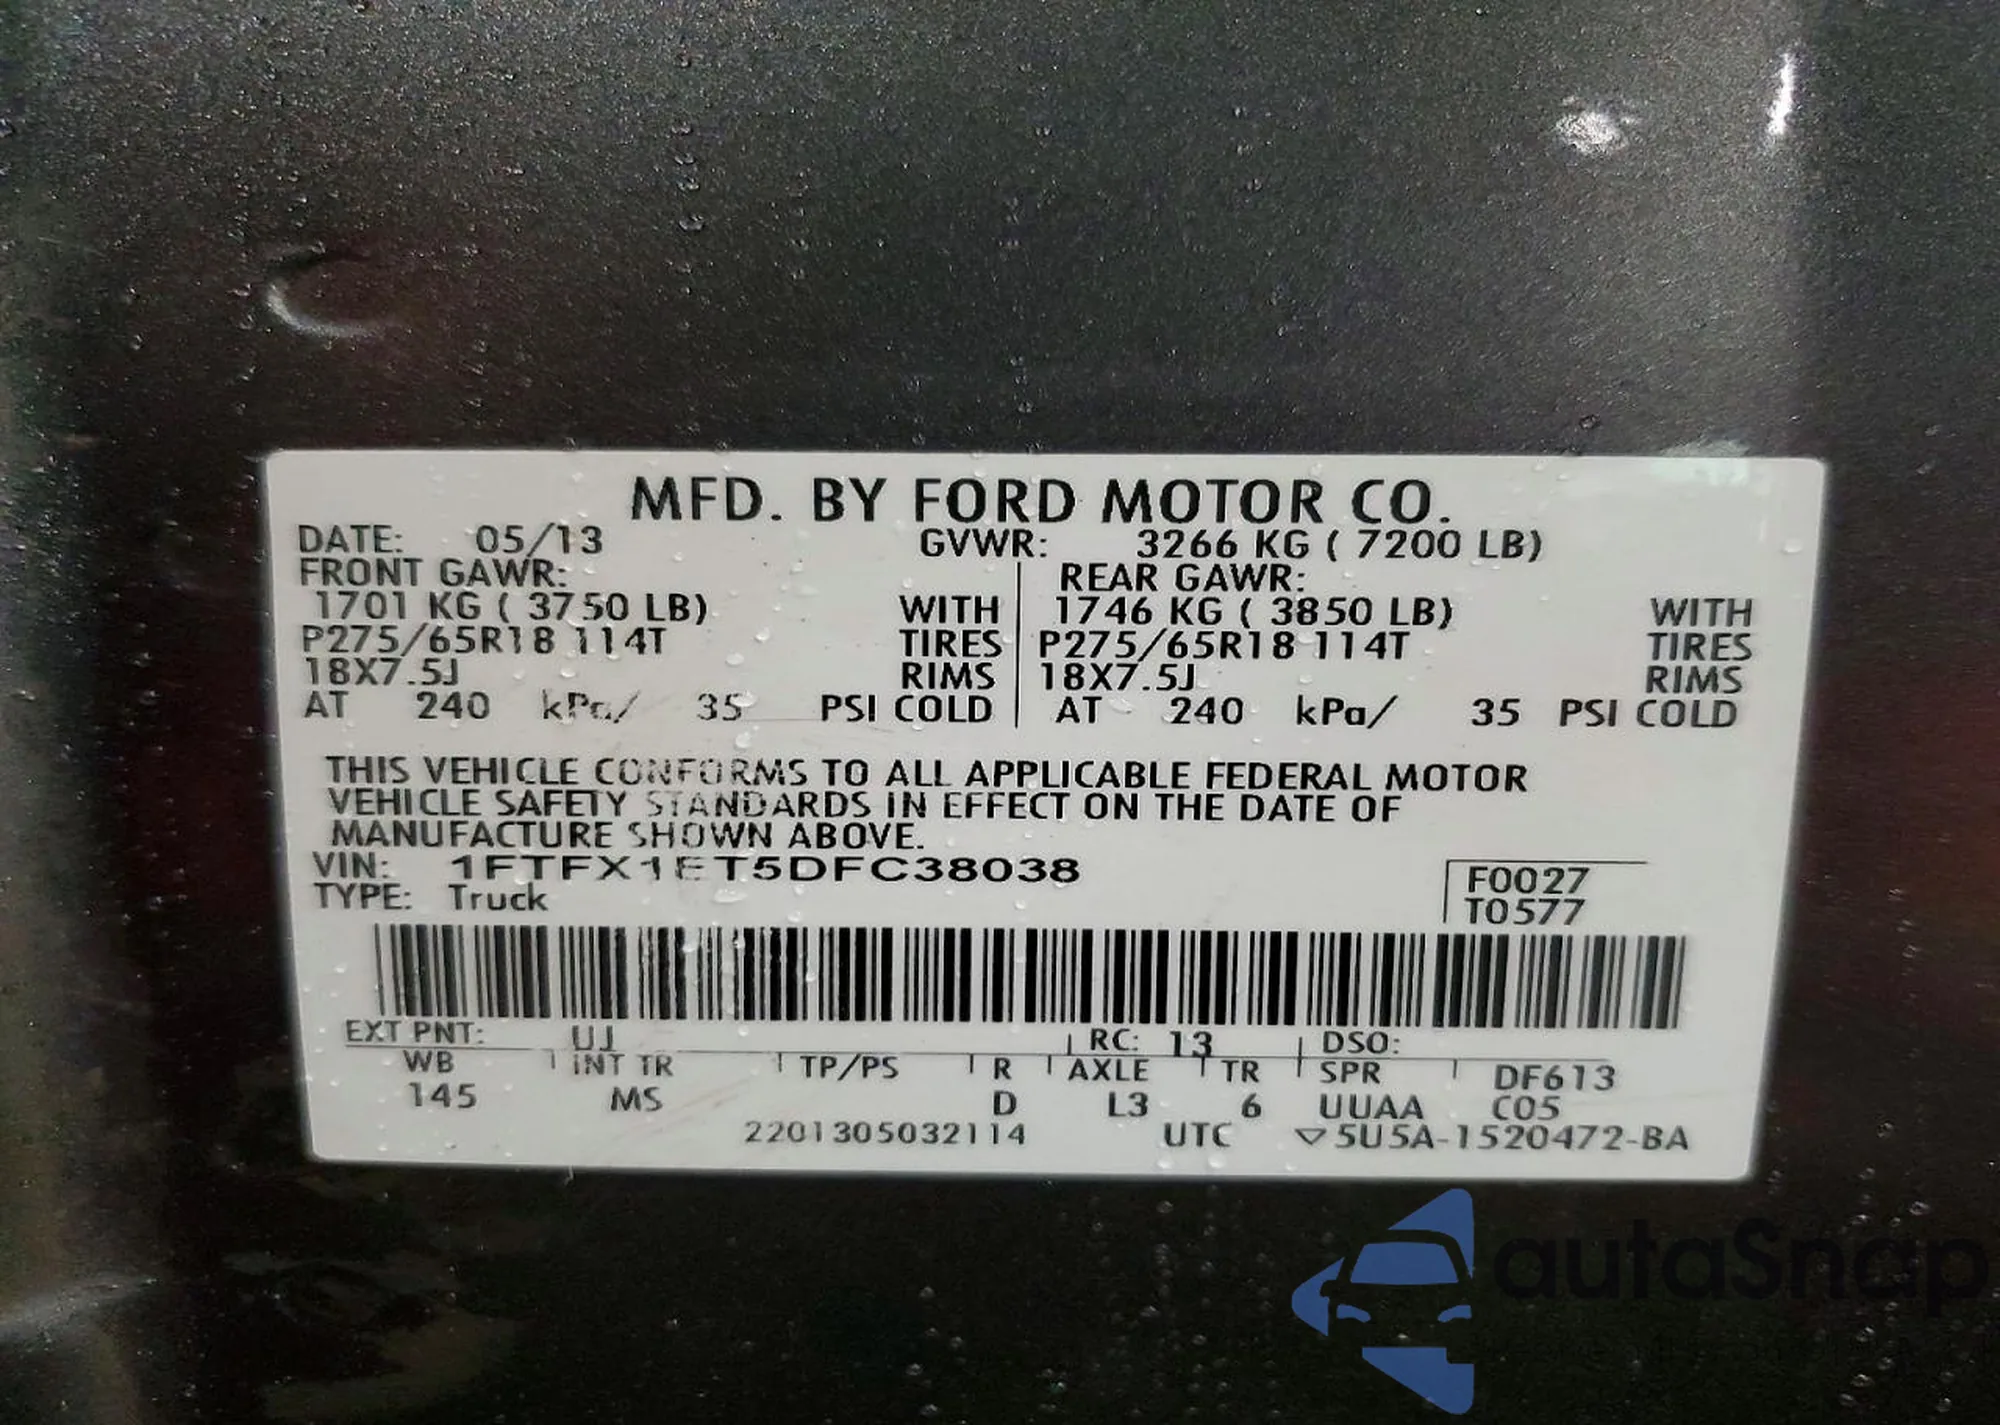 MFD. BY FORD MOTOR CO.
DATE: 05/13 GVWR: 3266 KG ( 7200 LB)
FRONT GAWR: REAR GAWR:
1701 KG ( 3750 LB) WITH 1746 KG ( 3850 LB) WITH
P275/65R18 114T TIRES P275/65R18 114T TIRES
18X7.5J RIMS 18X7.5J RIMS
AT 240 kPa/ 35 PSI COLD AT 240 kPa/ 35 PSI COLD
THIS VEHICLE CONFORMS TO ALL APPLICABLE FEDERAL MOTOR
VEHICLE SAFETY STANDARDS IN EFFECT ON THE DATE OF
MANUFACTURE SHOWN ABOVE.
VIN: 1FTFX1ET5DFC38038
TYPE: Truck
F0027
T0577
EXT PNT: UJ RC: 13 DSO:
WB INT TR TP/PS R AXLE TR SPR DF613
145 MS D L3 6 UUAA C05
2201305032114 UTC ▽5U5A-1520472-BA
autaSnap